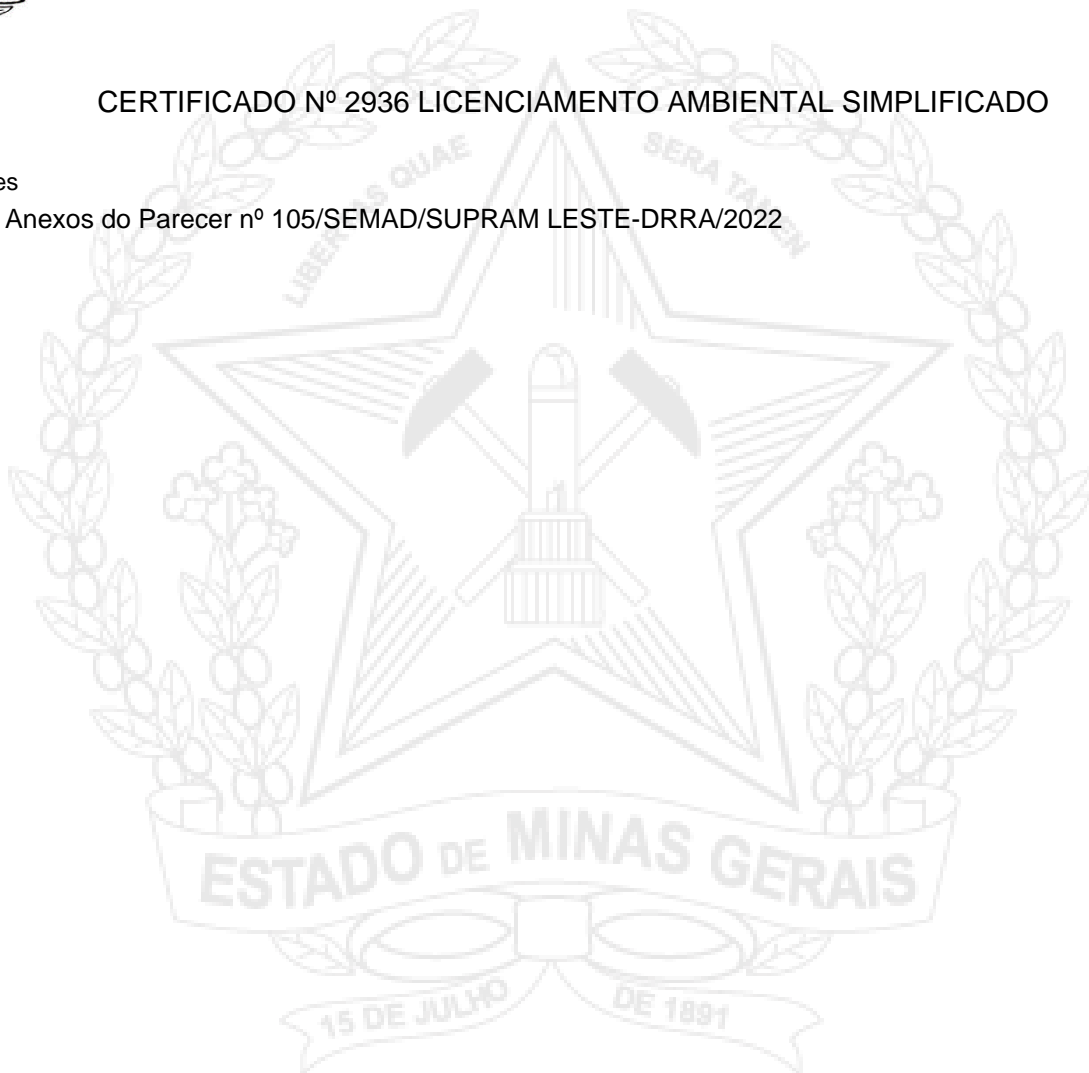 CERTIFICADO Nº 2936 LICENCIAMENTO AMBIENTAL SIMPLIFICADO
es
Anexos do Parecer nº 105/SEMAD/SUPRAM LESTE-DRRA/2022
LIBERTAS QUAE SERA TAMEN
ESTADO DE MINAS GERAIS
15 DE JULHO DE 1891